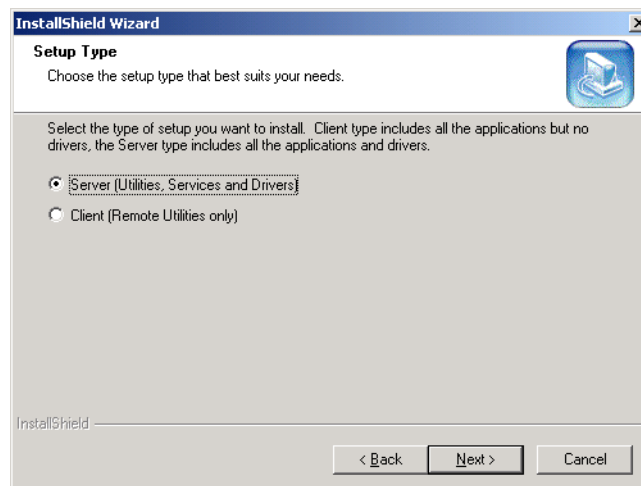 InstallShield Wizard
Setup Type
Choose the setup type that best suits your needs.
Select the type of setup you want to install. Client type includes all the applications but no
drivers, the Server type includes all the applications and drivers.
Server (Utilities, Services and Drivers)
Client (Remote Utilities only)
InstallShield
< Back
Next >
Cancel